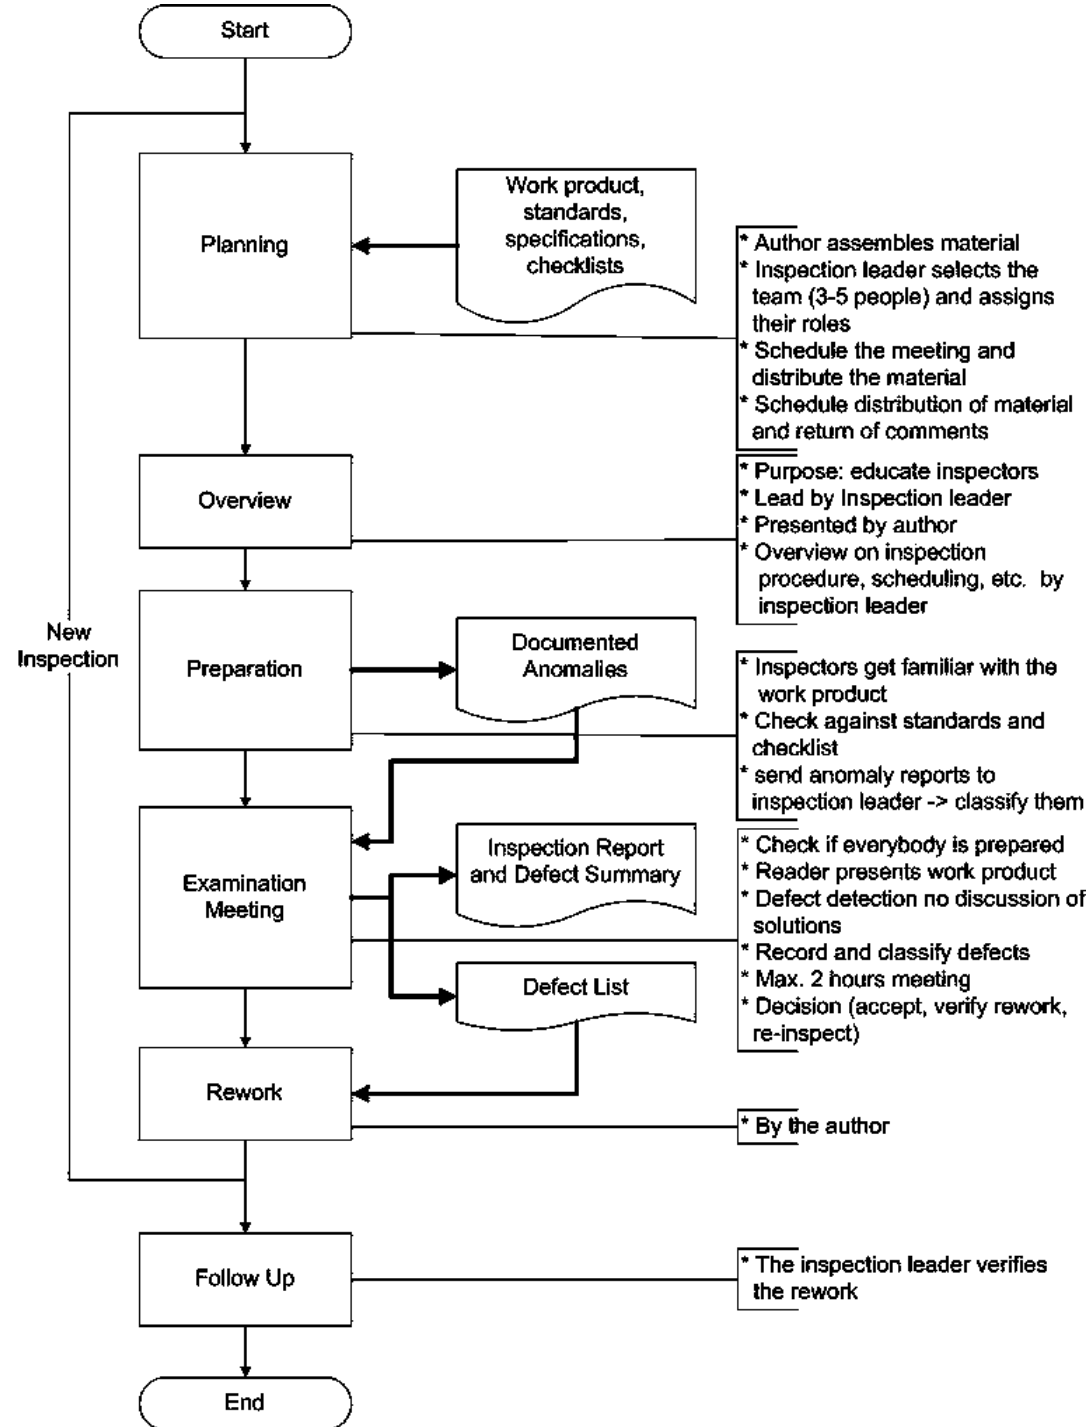 Start
Planning
Work product,
standards,
specifications,
checklists
* Author assembles material
* Inspection leader selects the
team (3-5 people) and assigns
their roles
* Schedule the meeting and
distribute the material
* Schedule distribution of material
and return of comments
Overview
* Purpose: educate inspectors
* Lead by Inspection leader
* Presented by author
* Overview on inspection
procedure, scheduling, etc. by
inspection leader
New
Inspection
Preparation
Documented
Anomalies
* Inspectors get familiar with the
work product
* Check against standards and
checklist
* send anomaly reports to
inspection leader -> classify them
Examination
Meeting
Inspection Report
and Defect Summary
Defect List
* Check if everybody is prepared
* Reader presents work product
* Defect detection no discussion of
solutions
* Record and classify defects
* Max. 2 hours meeting
* Decision (accept, verify rework,
re-inspect)
Rework
* By the author
Follow Up
* The inspection leader verifies
the rework
End